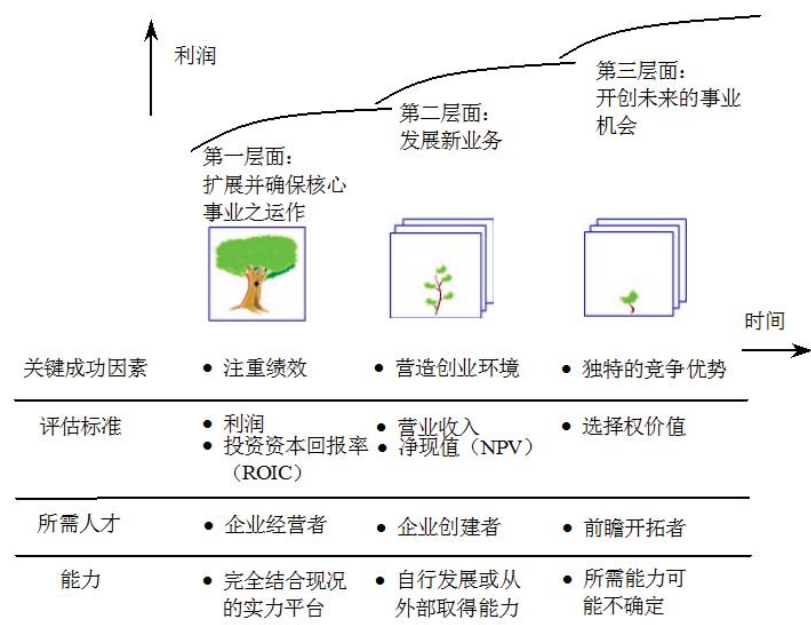 利润
第一层面：
扩展并确保核心
事业之运作
第二层面：
发展新业务
第三层面：
开创未来的事业
机会
时间
关键成功因素
• 注重绩效
• 营造创业环境
• 独特的竞争优势
评估标准
• 利润
• 投资资本回报率
（ROIC）
• 营业收入
• 净现值（NPV）
• 选择权价值
所需人才
• 企业经营者
• 企业创建者
• 前瞻开拓者
能力
• 完全结合现况
的实力平台
• 自行发展或从
外部取得能力
• 所需能力可
能不确定